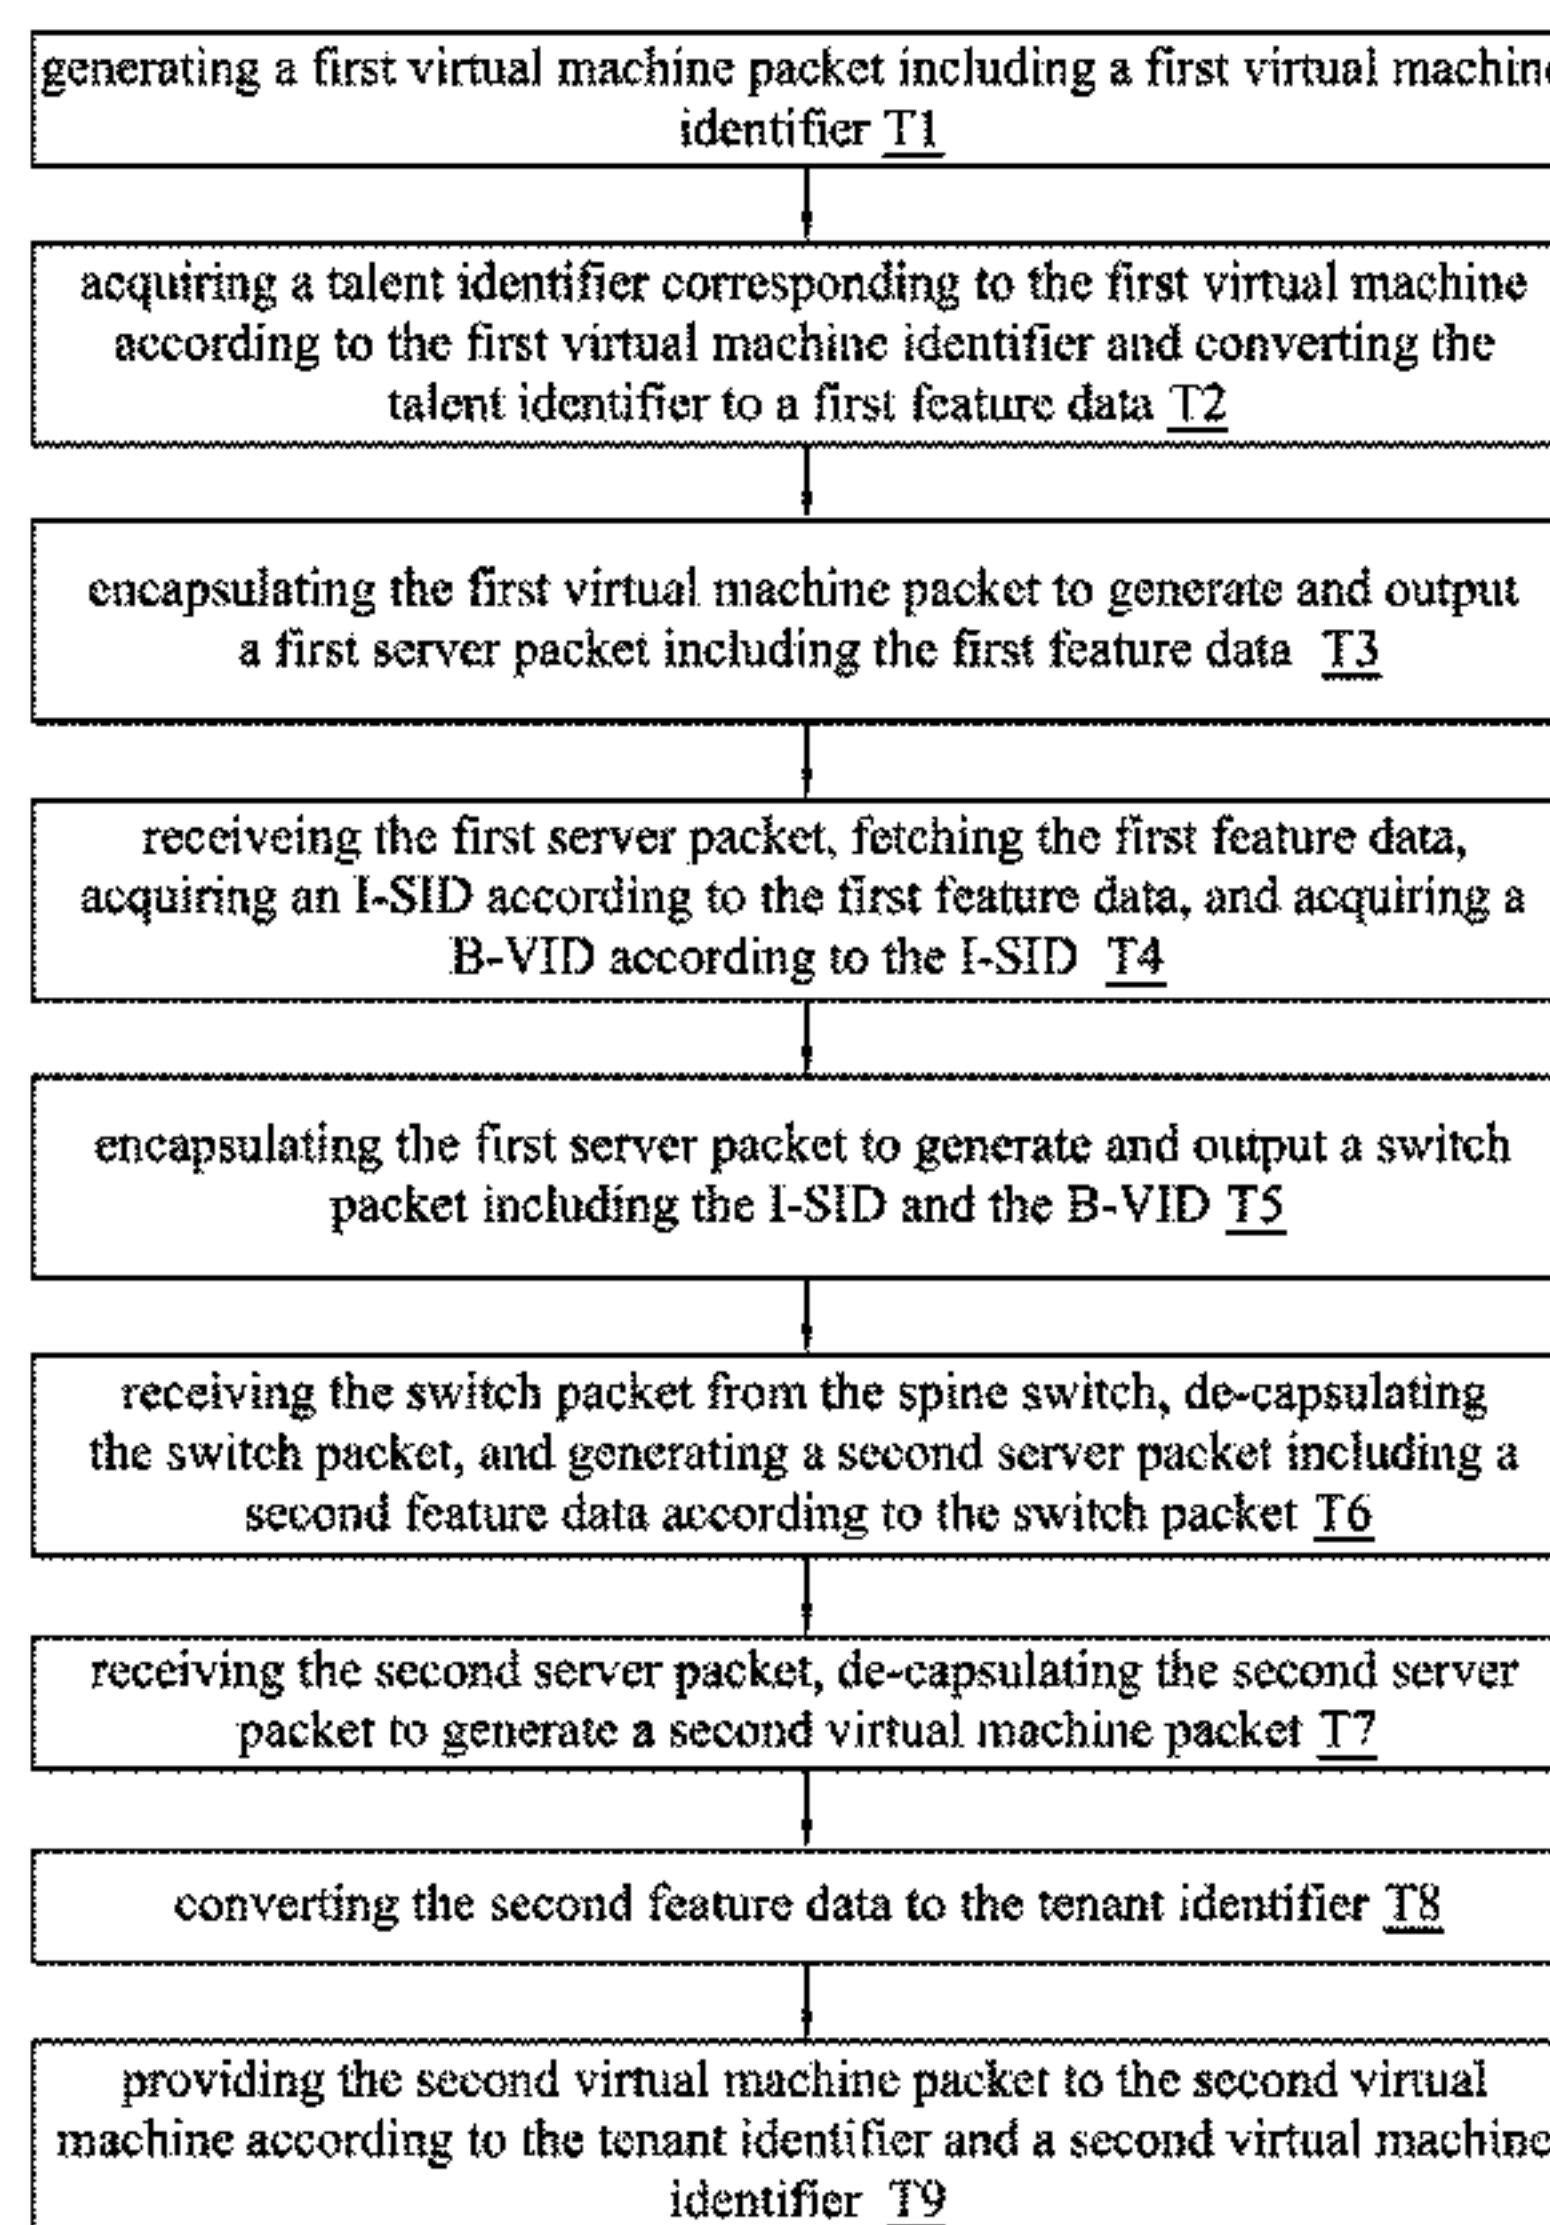 generating a first virtual machine packet including a first virtual machine
identifier T1
acquiring a talent identifier corresponding to the first virtual machine
according to the first virtual machine identifier and converting the
talent identifier to a first feature data T2
encapsulating the first virtual machine packet to generate and output
a first server packet including the first feature data T3
receiveing the first server packet, fetching the first feature data,
acquiring an I-SID according to the first feature data, and acquiring a
B-VID according to the I-SID T4
encapsulating the first server packet to generate and output a switch
packet including the I-SID and the B-VID T5
receiving the switch packet from the spine switch, de-capsulating
the switch packet, and generating a second server packet including a
second feature data according to the switch packet T6
receiving the second server packet, de-capsulating the second server
packet to generate a second virtual machine packet T7
converting the second feature data to the tenant identifier T8
providing the second virtual machine packet to the second virtual
machine according to the tenant identifier and a second virtual machine
identifier T9